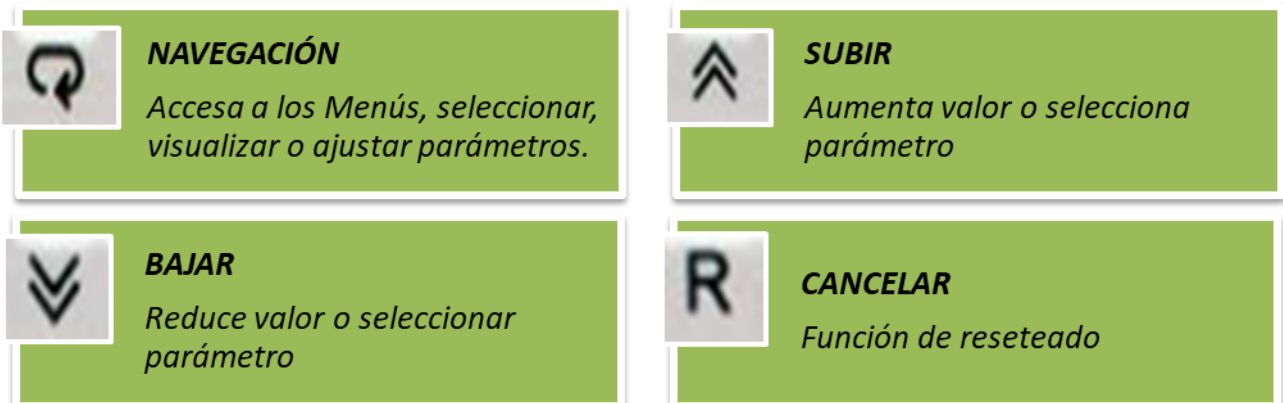 NAVEGACIÓN
Accesa a los Menús, seleccionar,
visualizar o ajustar parámetros.
SUBIR
Aumenta valor o selecciona
parámetro
BAJAR
Reduce valor o seleccionar
parámetro
R
CANCELAR
Función de reseteado